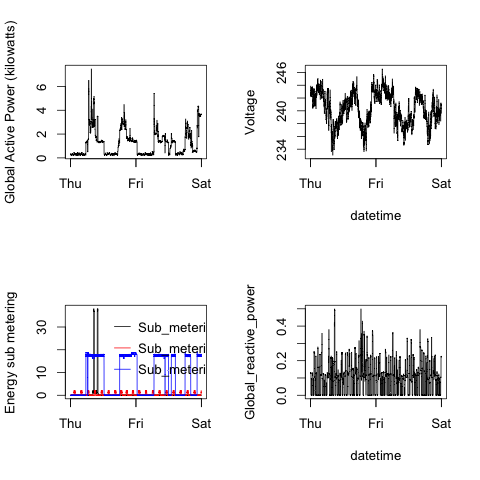 Global Active Power (kilowatts)
6
4
2
0
Thu Fri Sat
Voltage
246
240
234
Thu Fri Sat
datetime
Energy sub metering
30
10
0
Sub_meteri
Sub_meteri
Sub_meteri
Thu Fri Sat
Global_reactive_power
0.4
0.2
0.0
Thu Fri Sat
datetime